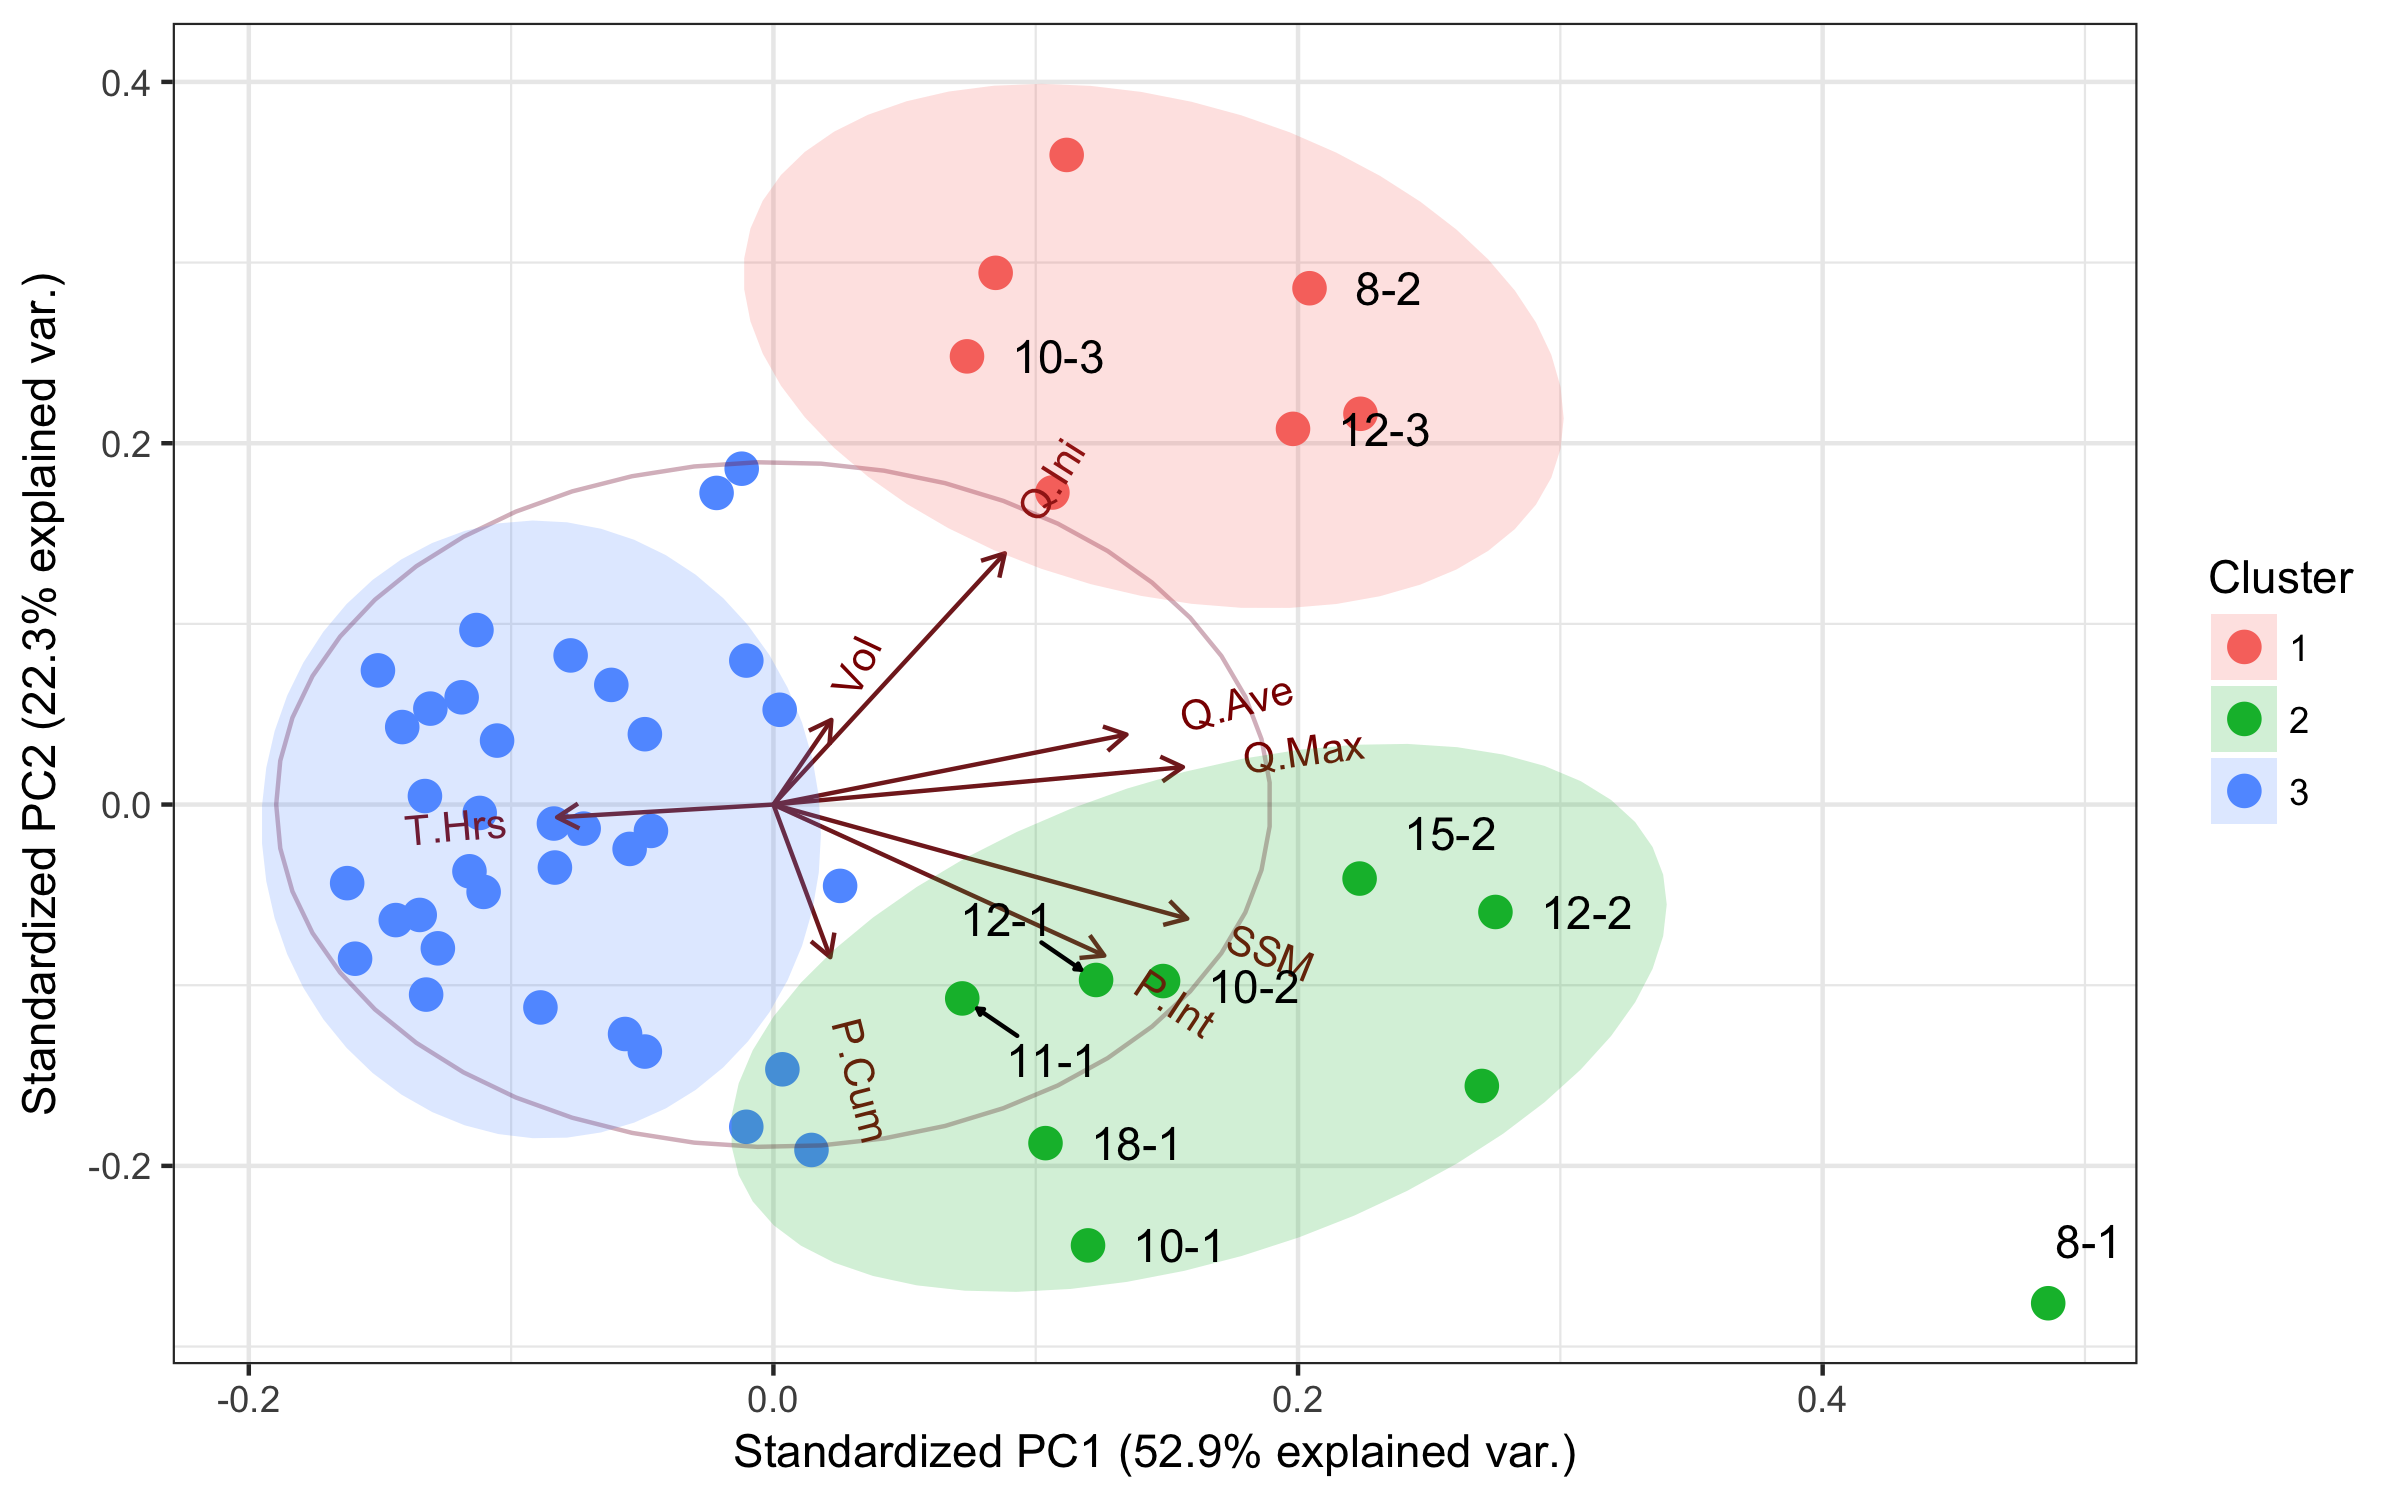 Standardized PC2 (22.3% explained var.)
0.4
0.2
0.0
-0.2
8-2
10-3
12-3
Q.Ini
Vol
Q.Ave
Q.Max
T.Hrs
15-2
12-1
12-2
SSM
10-2
P.Int
11-1
P.Cum
18-1
10-1
8-1
-0.2
0.0
0.2
0.4
Standardized PC1 (52.9% explained var.)
Cluster
1
2
3